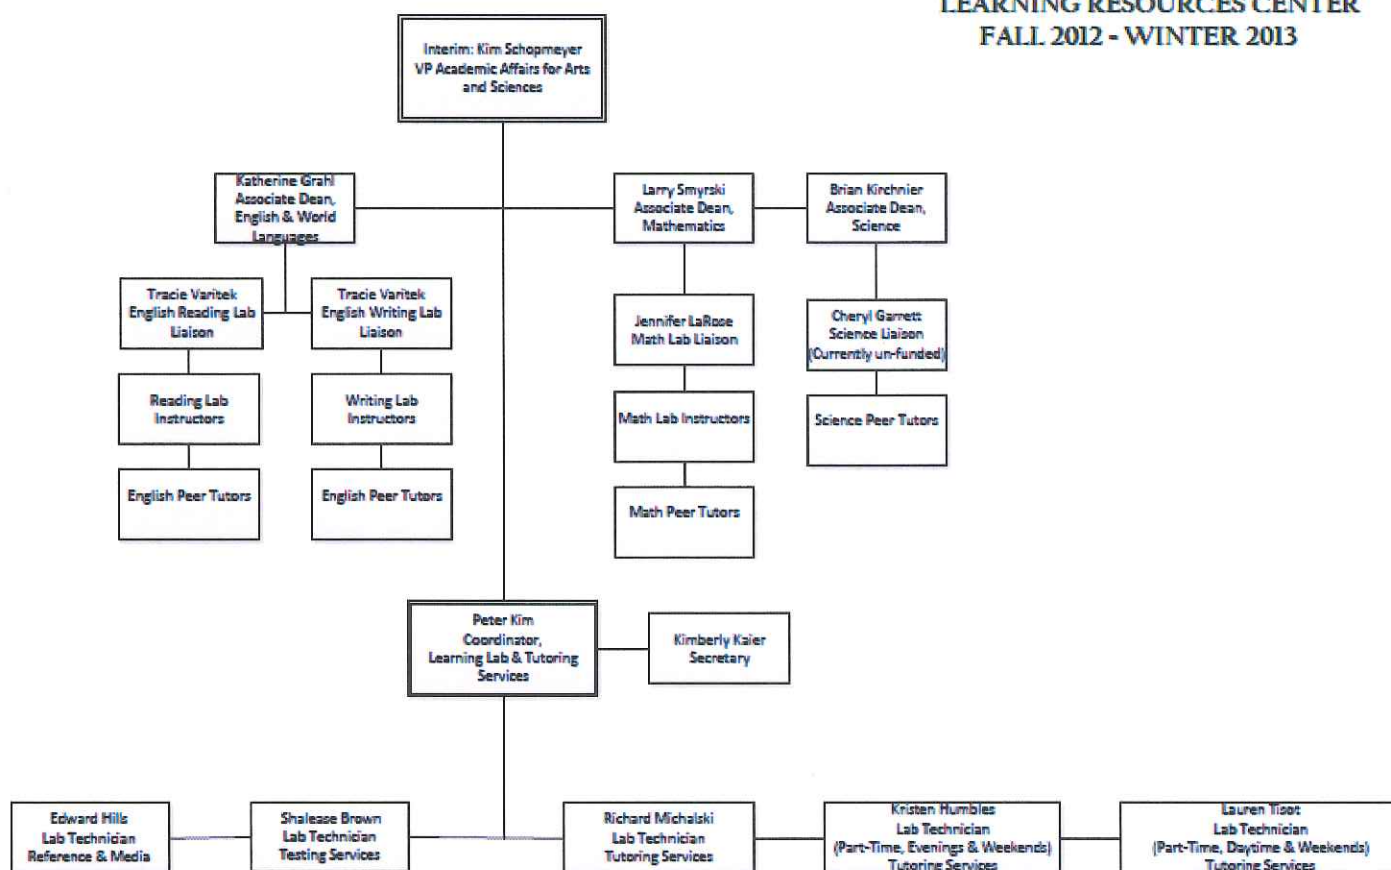 LEARNING RESOURCES CENTER
FALL 2012 - WINTER 2013
Interim: Kim Schopmeyer
VP Academic Affairs for Arts
and Sciences
Katherine Grahl
Associate Dean,
English & World
Languages
Larry Smyrski
Associate Dean,
Mathematics
Brian Kirchnier
Associate Dean,
Science
Tracie Varitek
English Reading Lab
Liaison
Tracie Varitek
English Writing Lab
Liaison
Jennifer LaRose
Math Lab Liaison
Cheryl Garrett
Science Liaison
(Currently un-funded)
Reading Lab
Instructors
Writing Lab
Instructors
Math Lab Instructors
Science Peer Tutors
English Peer Tutors
English Peer Tutors
Math Peer Tutors
Peter Kim
Coordinator,
Learning Lab & Tutoring
Services
Kimberly Kaier
Secretary
Edward Hills
Lab Technician
Reference & Media
Shalease Brown
Lab Technician
Testing Services
Richard Michalski
Lab Technician
Tutoring Services
Kristen Humbles
Lab Technician
(Part-Time, Evenings & Weekends)
Tutoring Services
Lauren Tisot
Lab Technician
(Part-Time, Daytime & Weekends)
Tutoring Services